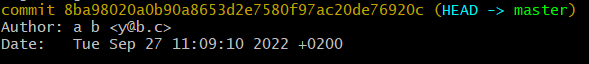 commit 8ba98020a0b90a8653d2e7580f97ac20de76920c (HEAD -> master)
Author: a b <y@b.c>
Date:   Tue Sep 27 11:09:10 2022 +0200